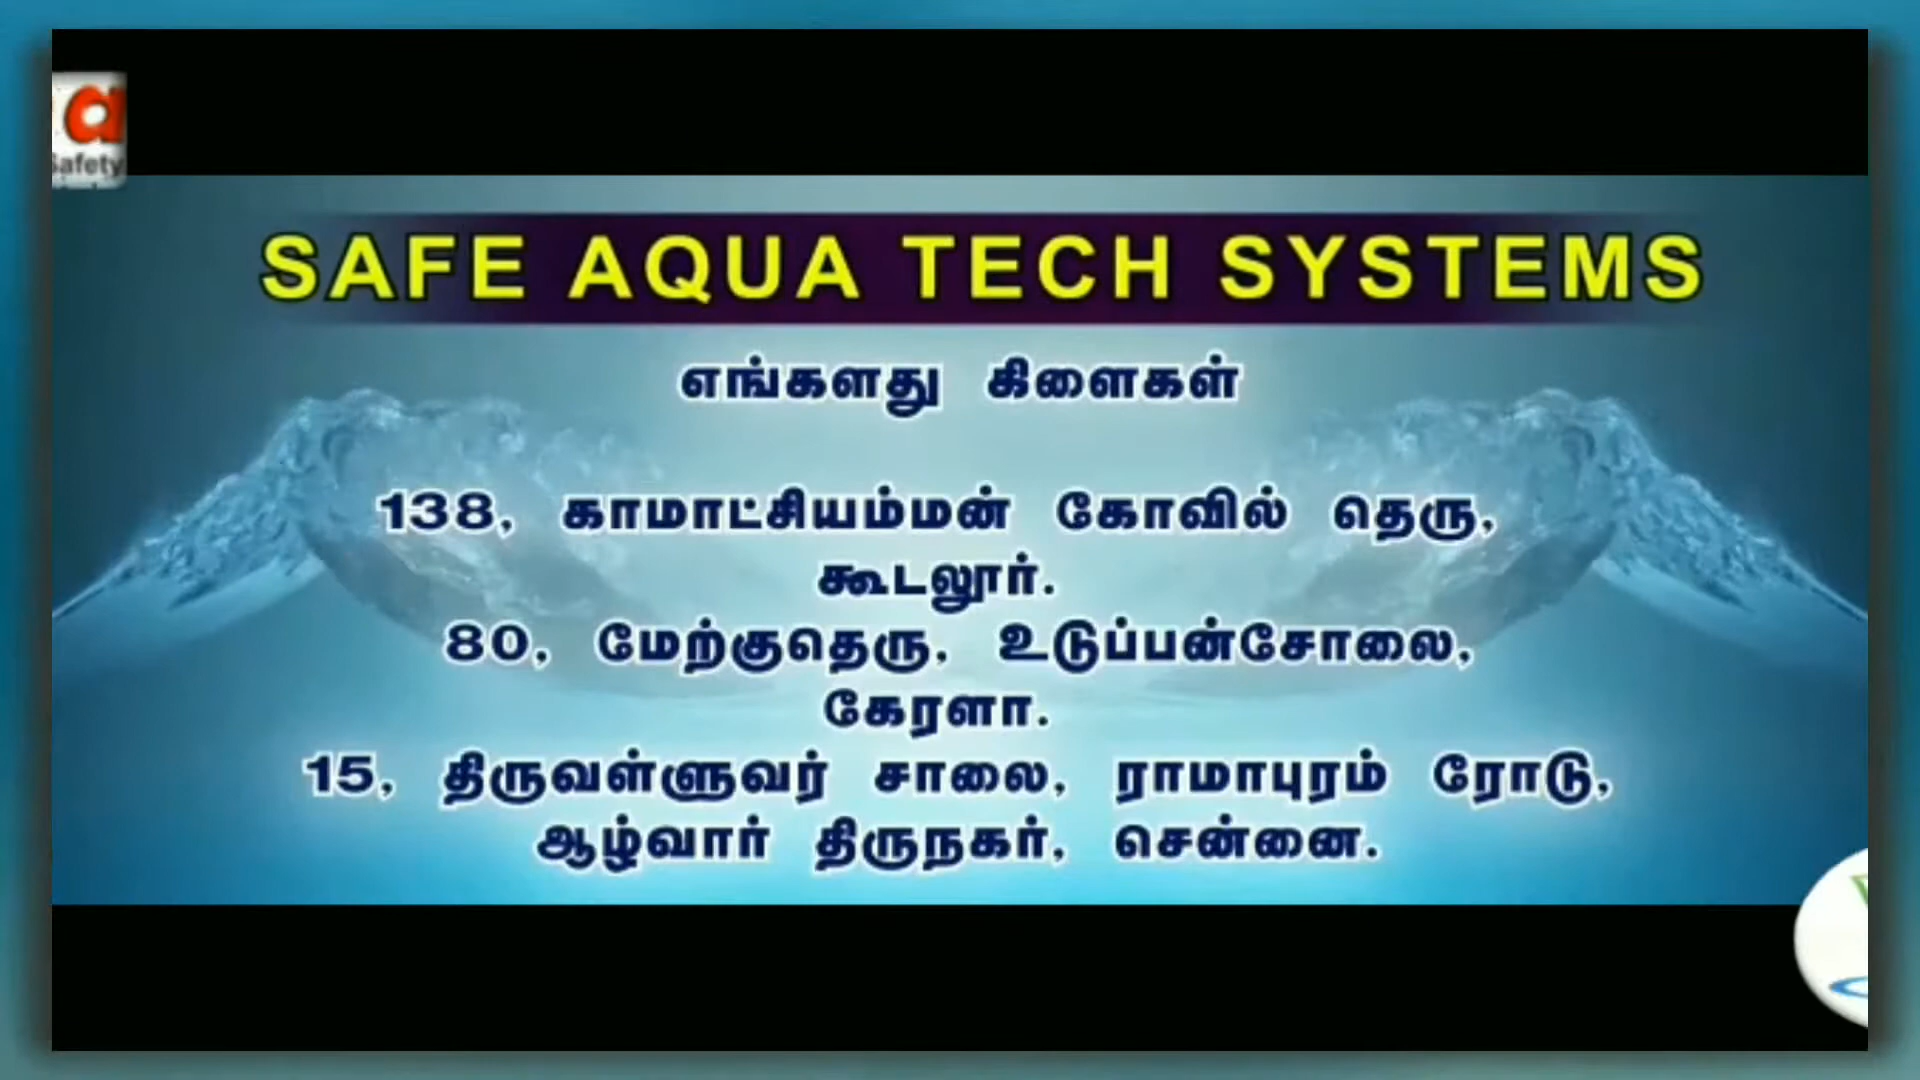 a
Safety
SAFE AQUA TECH SYSTEMS
எங்களது கிளைகள்
138, காமாட்சியம்மன் கோவில் தெரு,
கூடலூர்.
80, மேற்குதெரு, உடுப்பன்சோலை,
கேரளா.
15, திருவள்ளுவர் சாலை, ராமாபுரம் ரோடு,
ஆழ்வார் திருநகர், சென்னை.